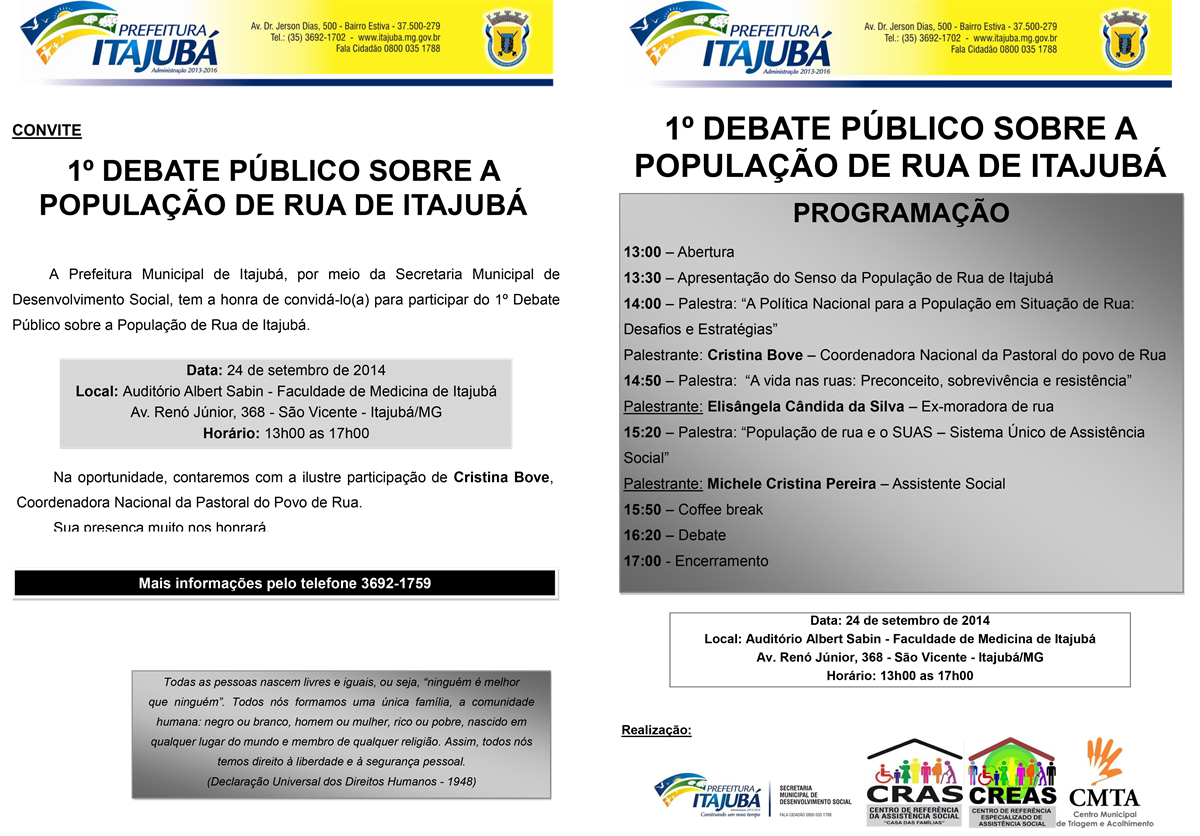 PREFEITURA
ITAJUBÁ
Administração 2013-2016
Av. Dr. Jerson Dias, 500 - Bairro Estiva - 37.500-279
Tel.: (35) 3692-1702 - www.itajuba.mg.gov.br
Fala Cidadão 0800 035 1788
CONVITE
1º DEBATE PÚBLICO SOBRE A
POPULAÇÃO DE RUA DE ITAJUBÁ
A Prefeitura Municipal de Itajubá, por meio da Secretaria Municipal de
Desenvolvimento Social, tem a honra de convidá-lo(a) para participar do 1º Debate
Público sobre a População de Rua de Itajubá.
Data: 24 de setembro de 2014
Local: Auditório Albert Sabin - Faculdade de Medicina de Itajubá
Av. Renó Júnior, 368 - São Vicente - Itajubá/MG
Horário: 13h00 as 17h00
Na oportunidade, contaremos com a ilustre participação de Cristina Bove,
Coordenadora Nacional da Pastoral do Povo de Rua.
Sua presença muito nos honrará
Mais informações pelo telefone 3692-1759
Todas as pessoas nascem livres e iguais, ou seja, “ninguém é melhor
que ninguém”. Todos nós formamos uma única família, a comunidade
humana: negro ou branco, homem ou mulher, rico ou pobre, nascido em
qualquer lugar do mundo e membro de qualquer religião. Assim, todos nós
temos direito à liberdade e à segurança pessoal.
(Declaração Universal dos Direitos Humanos - 1948)
PREFEITURA
ITAJUBÁ
Administração 2013-2016
Av. Dr. Jerson Dias, 500 - Bairro Estiva - 37.500-279
Tel.: (35) 3692-1702 - www.itajuba.mg.gov.br
Fala Cidadão 0800 035 1788
1º DEBATE PÚBLICO SOBRE A
POPULAÇÃO DE RUA DE ITAJUBÁ
PROGRAMAÇÃO
13:00 – Abertura
13:30 – Apresentação do Senso da População de Rua de Itajubá
14:00 – Palestra: “A Política Nacional para a População em Situação de Rua:
Desafios e Estratégias”
Palestrante: Cristina Bove – Coordenadora Nacional da Pastoral do povo de Rua
14:50 – Palestra: “A vida nas ruas: Preconceito, sobrevivência e resistência”
Palestrante: Elisângela Cândida da Silva – Ex-moradora de rua
15:20 – Palestra: “População de rua e o SUAS – Sistema Único de Assistência
Social”
Palestrante: Michele Cristina Pereira – Assistente Social
15:50 – Coffee break
16:20 – Debate
17:00 - Encerramento
Data: 24 de setembro de 2014
Local: Auditório Albert Sabin - Faculdade de Medicina de Itajubá
Av. Renó Júnior, 368 - São Vicente - Itajubá/MG
Horário: 13h00 as 17h00
Realização:
PREFEITURA
ITAJUBÁ
Administração 2013-2016
Construindo um novo tempo
SECRETARIA
MUNICIPAL DE
DESENVOLVIMENTO SOCIAL
FALA CIDADÃO 0800 035 1788
CRAS
CENTRO DE REFERÊNCIA
DA ASSISTÊNCIA SOCIAL
"CASA DAS FAMÍLIAS"
CREAS
CENTRO DE REFERÊNCIA
ESPECIALIZADO DE
ASSISTÊNCIA SOCIAL
CMTA
Centro Municipal
de Triagem e Acolhimento